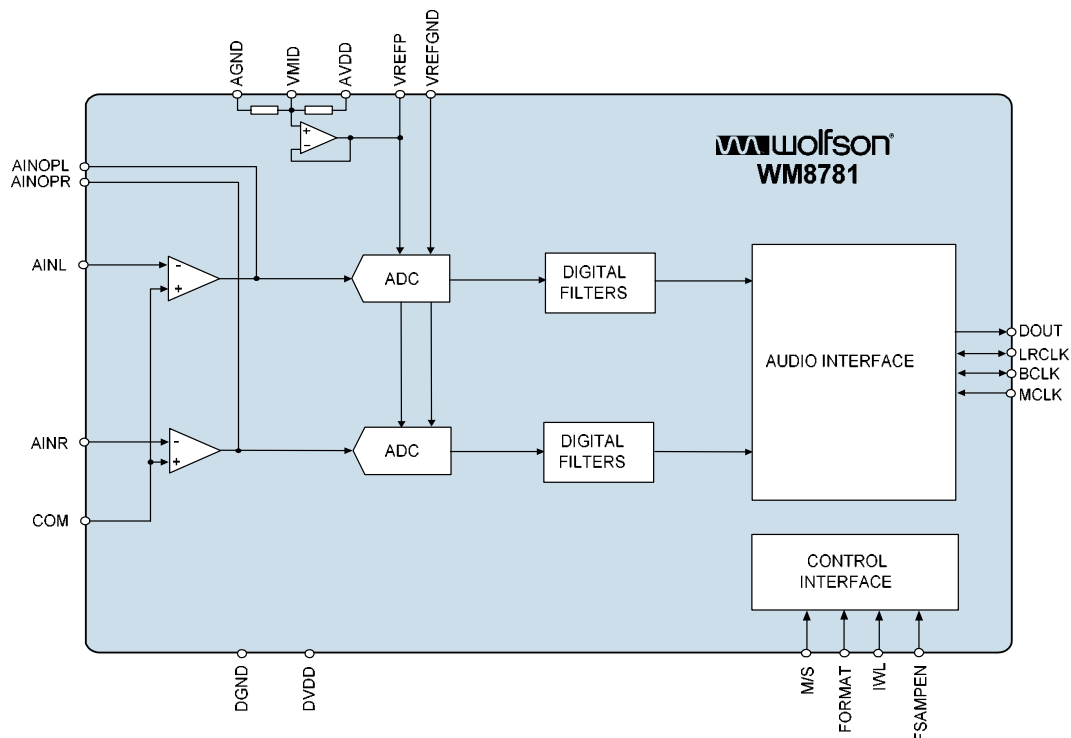 AGND
VMID
AVDD
VREFP
VREFGND
wolfson®
WM8781
AINOPL
AINOPR
+
-
AINL
-
+
ADC
DIGITAL
FILTERS
AUDIO INTERFACE
DOUT
LRCLK
BCLK
MCLK
AINR
-
+
ADC
DIGITAL
FILTERS
COM
CONTROL
INTERFACE
DGND
DVDD
M/S
FORMAT
IWL
FSAMPEN